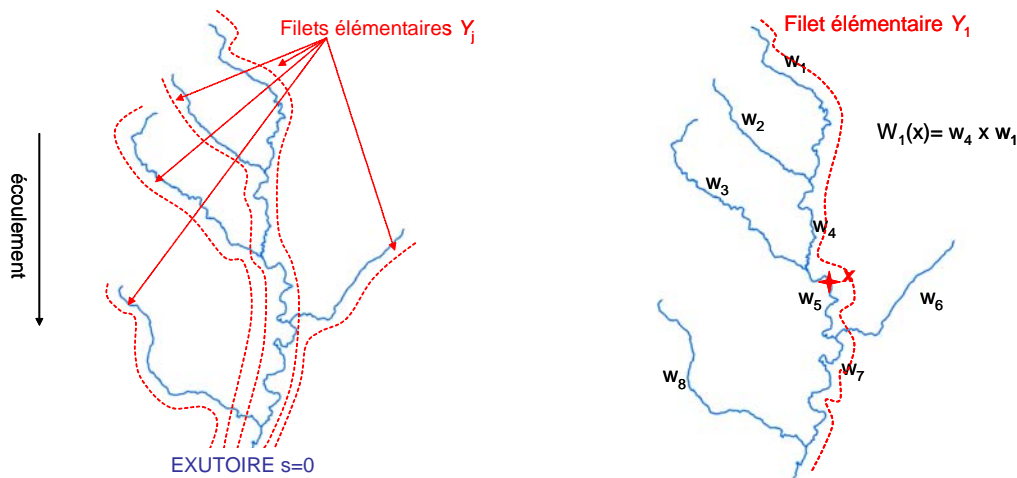 Filets élémentaires Yj
écoulement
EXUTOIRE s=0
Filet élémentaire Y1
w1
w2
W1(x)= w4 x w1
w3
w4
x
w5
w6
w7
w8